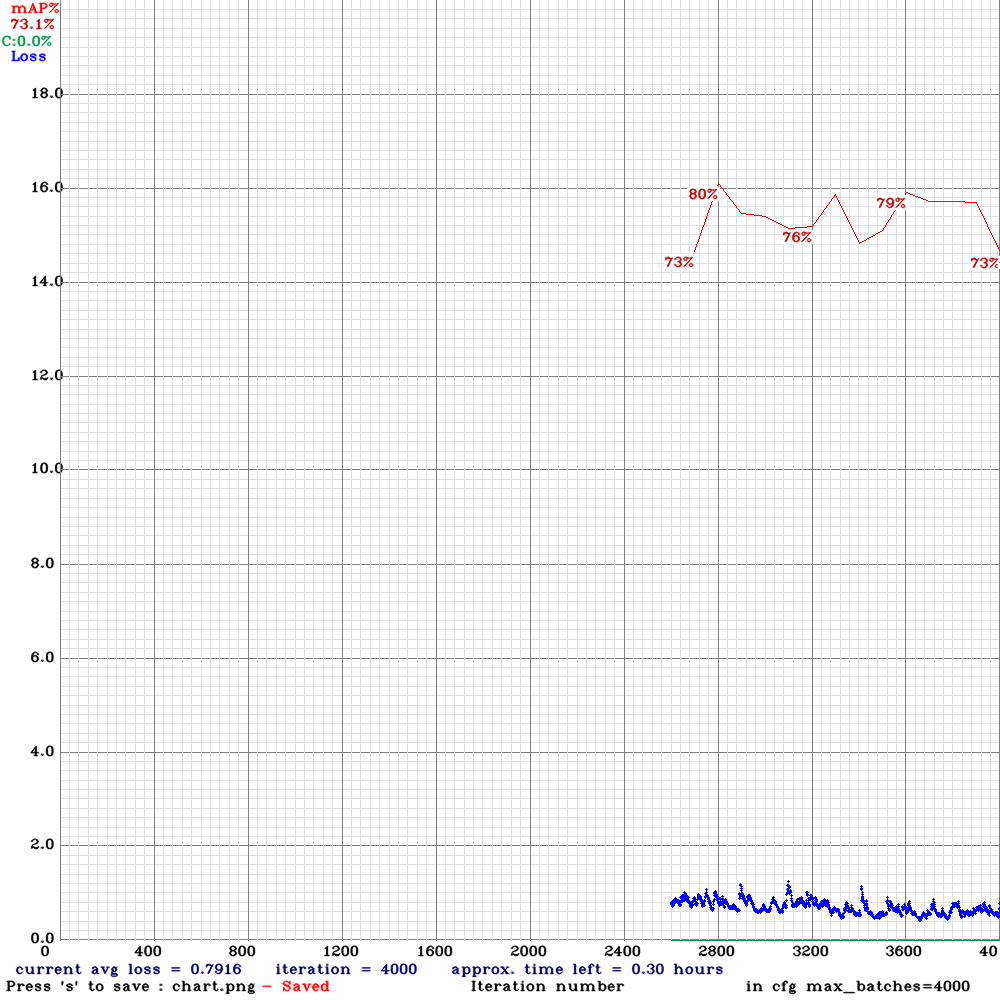 mAP%
73.1%
C:0.0%
Loss
18.0
16.0
80%
79%
76%
73%
73%
14.0
12.0
10.0
8.0
6.0
4.0
2.0
0.0
0 400 800 1200 1600 2000 2400 2800 3200 3600 40
current avg loss = 0.7916 iteration = 4000 approx. time left = 0.30 hours
Press 's' to save : chart.png - Saved Iteration number in cfg max_batches=4000